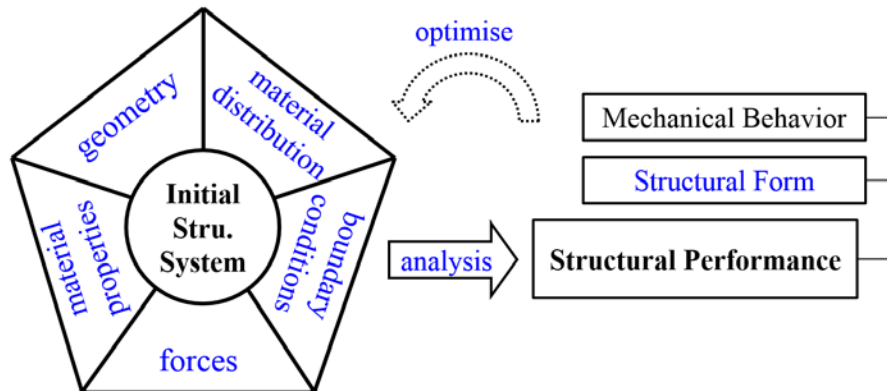 optimise
geometry
material
distribution
Initial
Stru.
System
material
properties
boundary
conditions
forces
analysis
Mechanical Behavior
Structural Form
Structural Performance